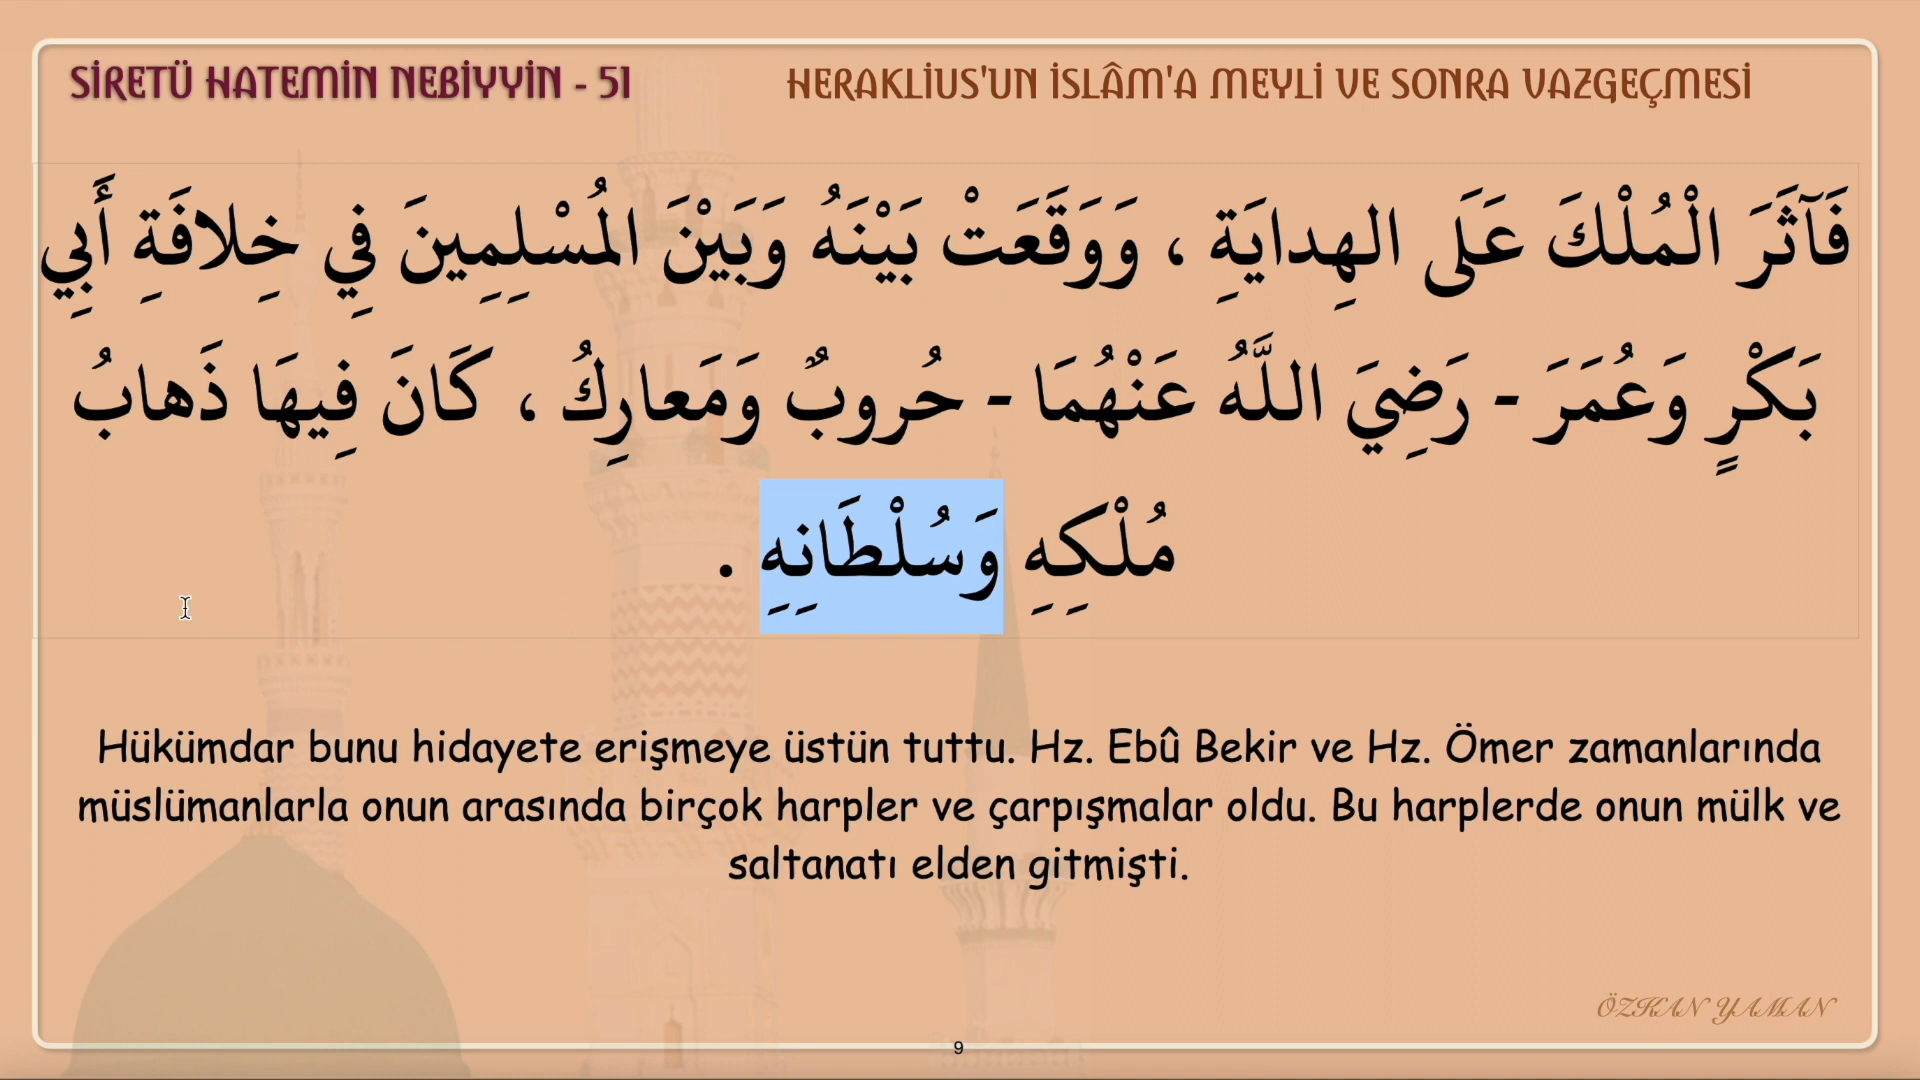 SİRETÜ HATEMİN NEBİYYİN - 51
HERAKLİUS'UN İSLÂM'A MEYLİ VE SONRA VAZGEÇMESİ
فَآثَرَ الْمُلْكَ عَلَى الهِدايَةِ ، وَوَقَعَتْ بَيْنَهُ وَبَيْنَ المُسْلِمِينَ فِي خِلافَةِ أَبِي
بَكْرٍ وَعُمَرَ - رَضِيَ اللَّهُ عَنْهُمَا - حُروبٌ وَمَعارِكُ ، كَانَ فِيهَا ذَهابُ
مُلْكِهِ وَسُلْطَانِهِ .
Hükümdar bunu hidayete erişmeye üstün tuttu. Hz. Ebû Bekir ve Hz. Ömer zamanlarında
müslümanlarla onun arasında birçok harpler ve çarpışmalar oldu. Bu harplerde onun mülk ve
saltanatı elden gitmişti.
ÖZKAN YAMAN
9